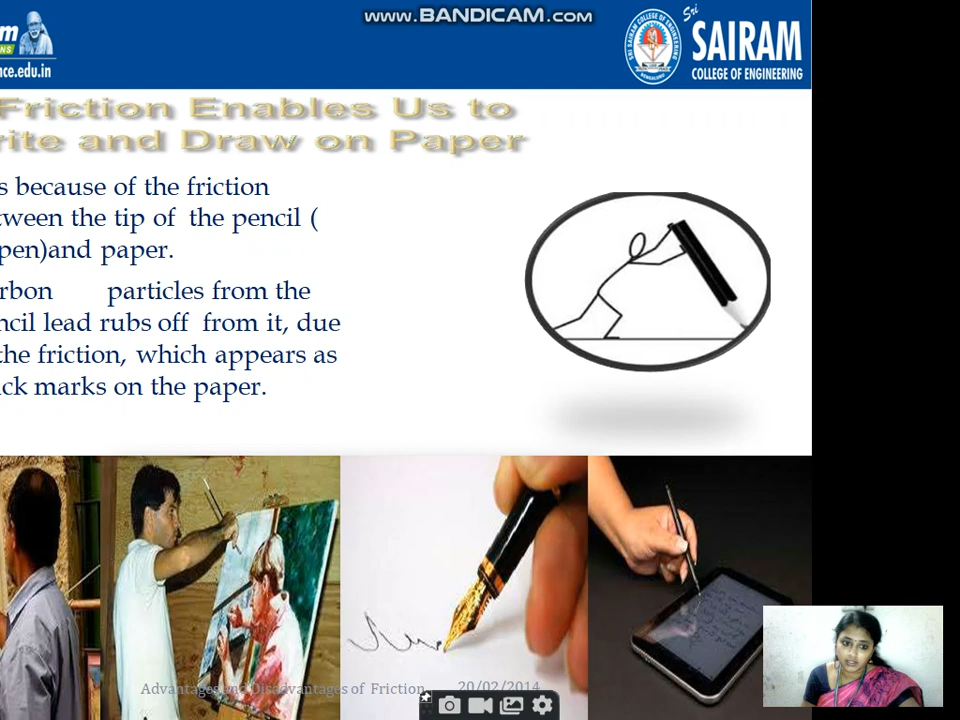 www.BANDICAM.com
Sri
SAIRAM
COLLEGE OF ENGINEERING
nce.edu.in
Friction Enables Us to
rite and Draw on Paper
s because of the friction
tween the tip of the pencil (
pen)and paper.
rbon particles from the
ncil lead rubs off from it, due
the friction, which appears as
ck marks on the paper.
Advantages and Disadvantages of Friction
20/02/2014